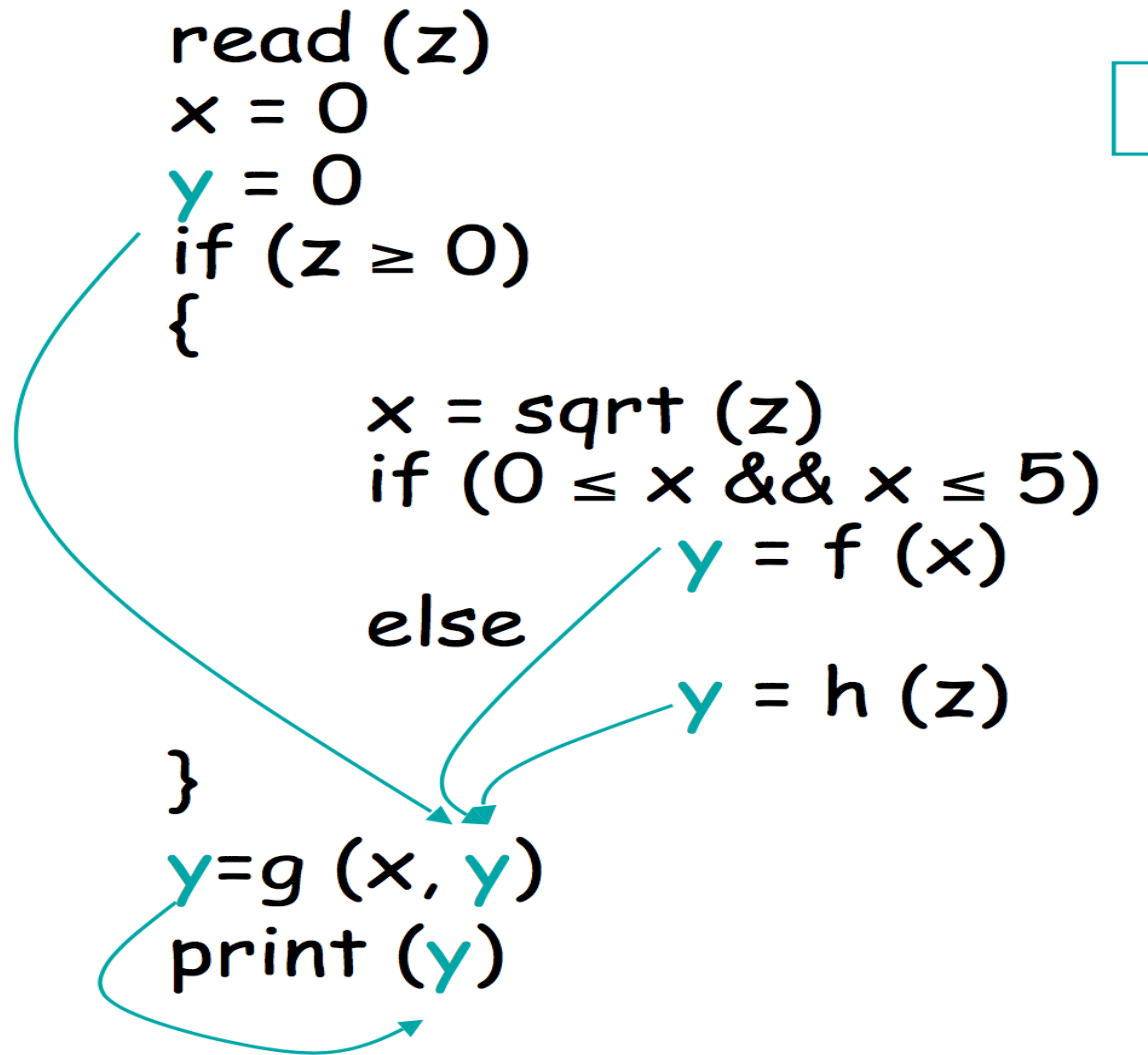 read (z)
x = 0
y = 0
if (z ≥ 0)
{
x = sqrt (z)
if (0 ≤ x && x ≤ 5)
y = f (x)
else
y = h (z)
}
y=g (x, y)
print (y)